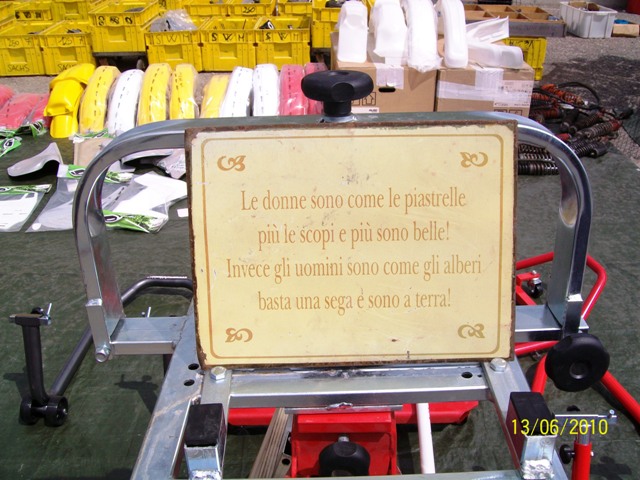 Le donne sono come le piastrelle
più le scopi e più sono belle!
Invece gli uomini sono come gli alberi
basta una sega e sono a terra!
13/06/2010